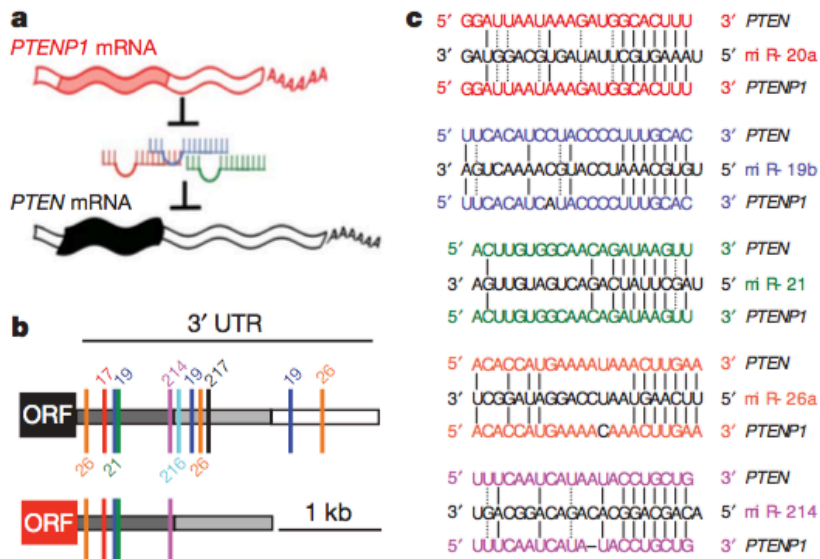 a
PTENP1 mRNA
AAAAAA
PTEN mRNA
AAAAAA
b
3′ UTR
17 19 214 19 217 19 26
ORF
26 21 216 26
ORF
1 kb
c
5′ GGAUUAAUAAAGAUGGCACUUU 3′ PTEN
3′ GAUGGACGUGAUAUUCGUGAAAU 5′ miR-20a
5′ GGAUUAAUAAAGAUGGCACUUU 3′ PTENP1
5′ UUCACAUCCUACCCCUUUGCAC 3′ PTEN
3′ AGUCAAAACGUACCUAAACGUGU 5′ miR-19b
5′ UUCACAUCAUACCCCUUUGCAC 3′ PTENP1
5′ ACUUGUGGCAACAGAUAAGUU 3′ PTEN
3′ AGUUGUAGUCAGACUAUUCGAU 5′ miR-21
5′ ACUUGUGGCAACAGAUAAGUU 3′ PTENP1
5′ ACACCAUGAAAAUAAACUUGAA 3′ PTEN
3′ UCGGAUAGGACCUAAUGAACUU 5′ miR-26a
5′ ACACCAUGAAAACAAACUUGAA 3′ PTENP1
5′ UUUCAAUCAUAAUACCUGCUG 3′ PTEN
3′ UGACGGACAGACACGGACGACA 5′ miR-214
5′ UUUCAAUCAUA–UACCUGCUG 3′ PTENP1